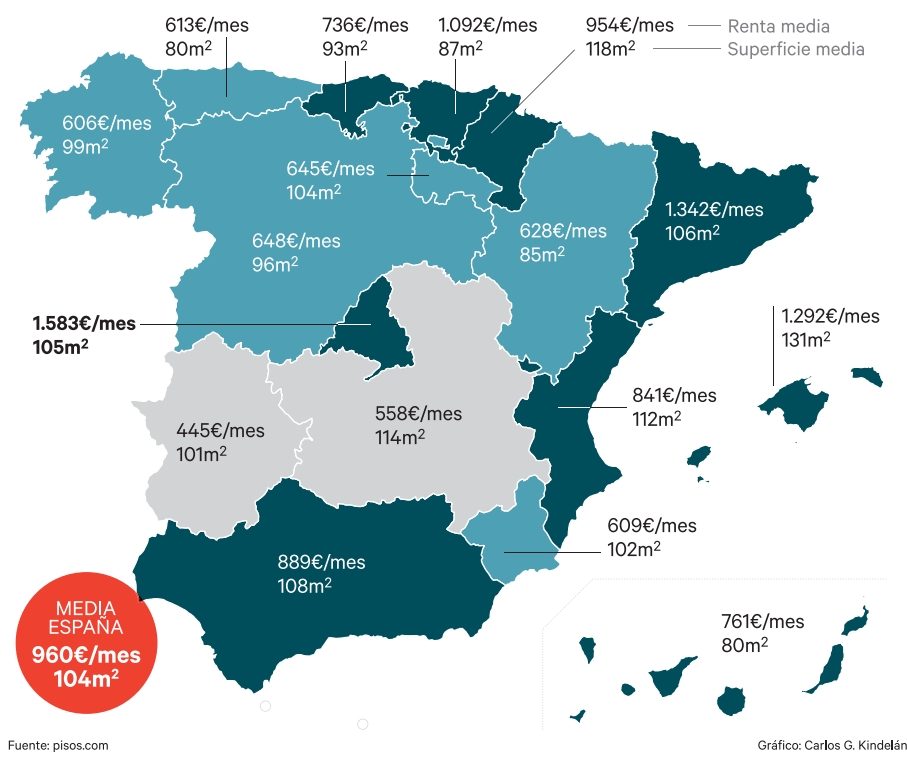 613€/mes
80m²
736€/mes
93m²
1.092€/mes
87m²
954€/mes
118m²
Renta media
Superficie media
606€/mes
99m²
645€/mes
104m²
648€/mes
96m²
628€/mes
85m²
1.342€/mes
106m²
1.583€/mes
105m²
1.292€/mes
131m²
841€/mes
112m²
445€/mes
101m²
558€/mes
114m²
609€/mes
102m²
889€/mes
108m²
MEDIA
ESPAÑA
960€/mes
104m²
761€/mes
80m²
Fuente: pisos.com
Gráfico: Carlos G. Kindelán